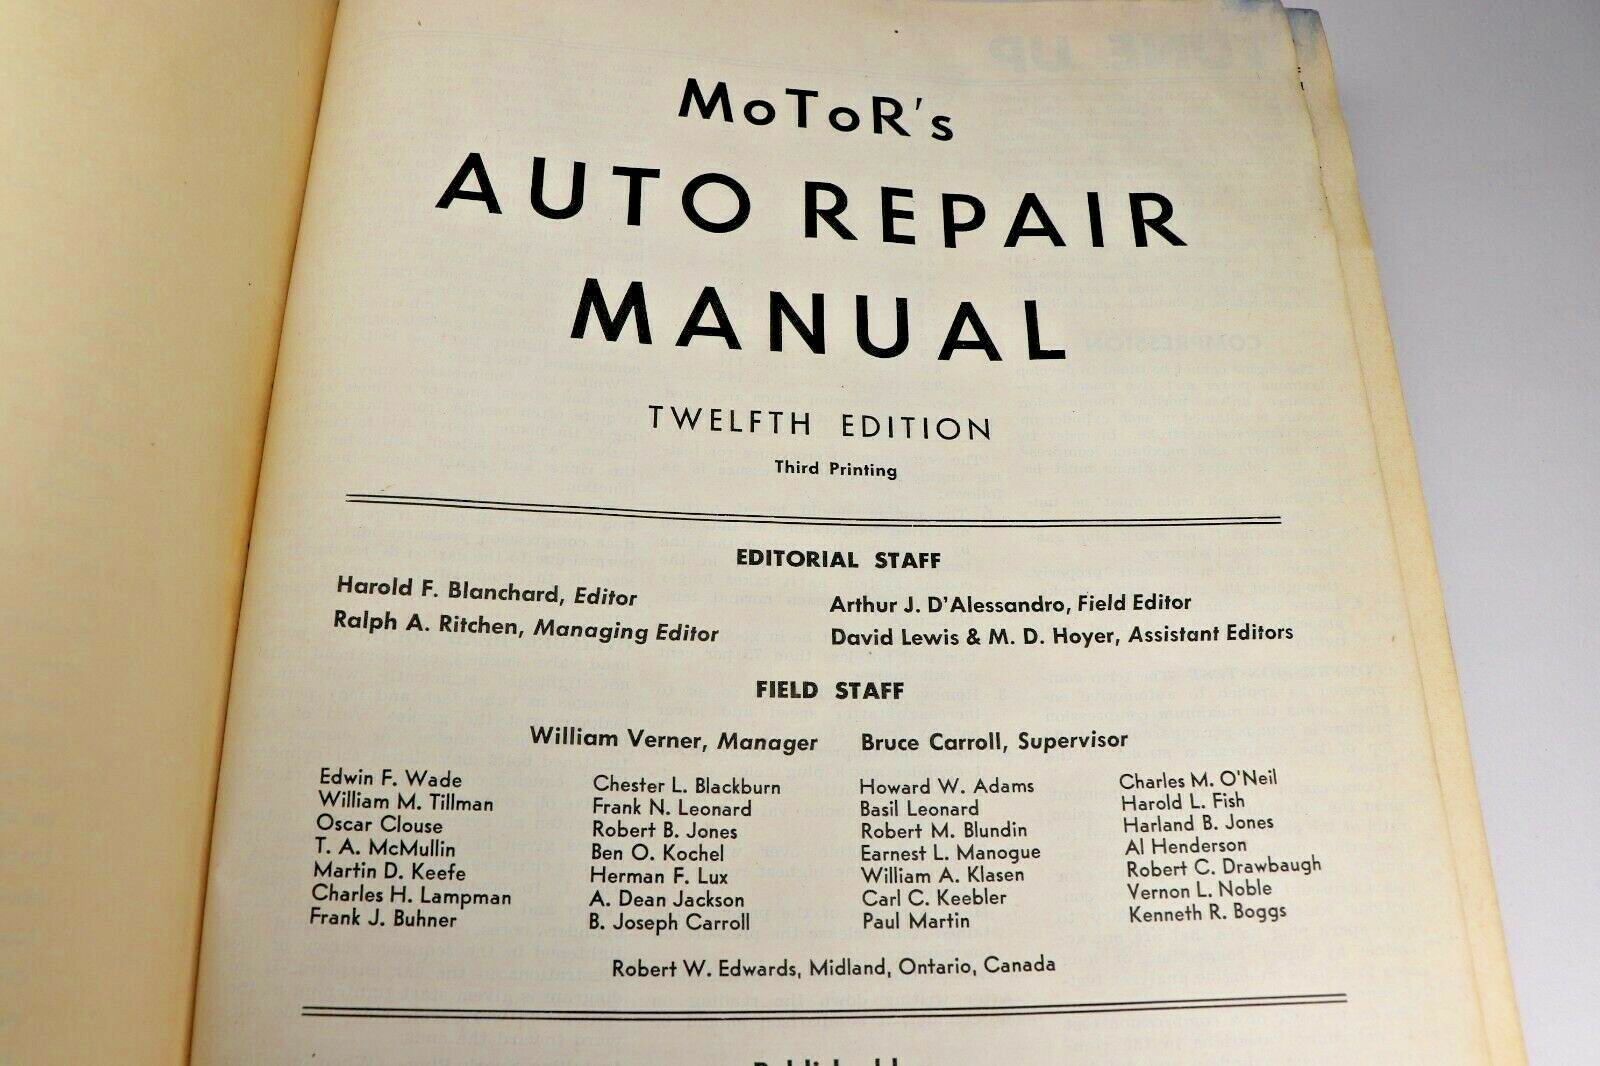 MoToR's
AUTO REPAIR
MANUAL
TWELFTH EDITION
Third Printing
EDITORIAL STAFF
Harold F. Blanchard, Editor
Arthur J. D'Alessandro, Field Editor
Ralph A. Ritchen, Managing Editor
David Lewis & M. D. Hoyer, Assistant Editors
FIELD STAFF
William Verner, Manager Bruce Carroll, Supervisor
Edwin F. Wade
William M. Tillman
Oscar Clouse
T. A. McMullin
Martin D. Keefe
Charles H. Lampman
Frank J. Buhner
Chester L. Blackburn
Frank N. Leonard
Robert B. Jones
Ben O. Kochel
Herman F. Lux
A. Dean Jackson
B. Joseph Carroll
Howard W. Adams
Basil Leonard
Robert M. Blundin
Earnest L. Manogue
William A. Klasen
Carl C. Keebler
Paul Martin
Charles M. O'Neil
Harold L. Fish
Harland B. Jones
Al Henderson
Robert C. Drawbaugh
Vernon L. Noble
Kenneth R. Boggs
Robert W. Edwards, Midland, Ontario, Canada